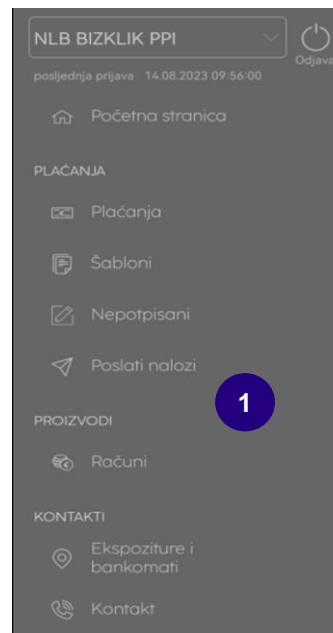 NLB BIZKLIK PPI
Odjava
posljednja prijava 14.08.2023 09:56:00
Početna stranica
PLAĆANJA
Plaćanja
Šabloni
Nepotpisani
Poslati nalozi
1
PROIZVODI
Računi
KONTAKTI
Ekspoziture i
bankomati
Kontakt